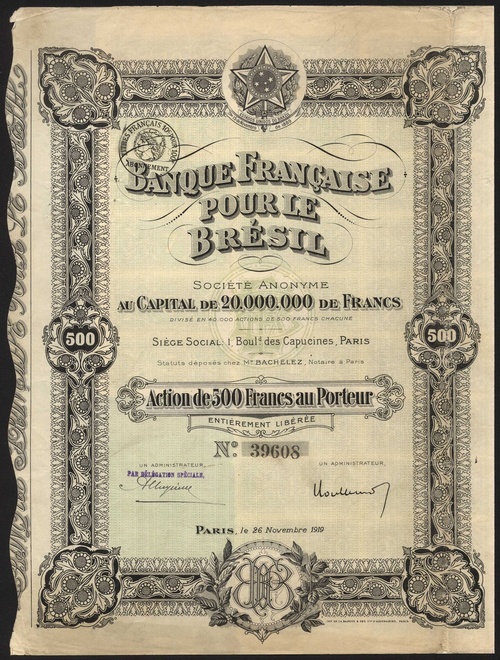 BANQUE FRANÇAISE
POUR LE
BRÉSIL
SOCIÉTÉ ANONYME
AU CAPITAL DE 20.000.000 DE FRANCS
DIVISÉ EN 40.000 ACTIONS DE 500 FRANCS CHACUNE
SIÈGE SOCIAL: 1, Boulᵈ des Capucines, PARIS
Statuts déposés chez Mᵉ BACHELEZ, Notaire à Paris
500
500
Action de 500 Francs au Porteur
ENTIÈREMENT LIBÉRÉE
Nº 39608
UN ADMINISTRATEUR,
UN ADMINISTRATEUR,
PAR DÉLÉGATION SPÉCIALE,
PARIS, le 26 Novembre 1919